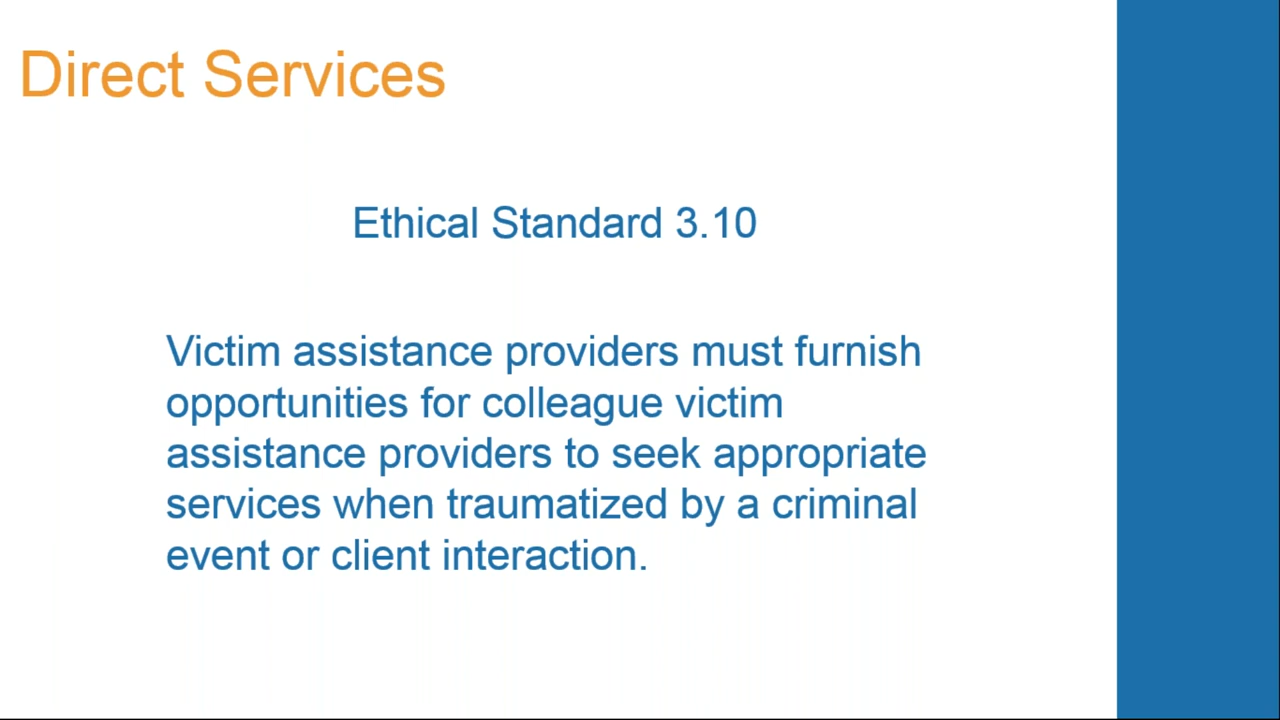 Direct Services
Ethical Standard 3.10
Victim assistance providers must furnish
opportunities for colleague victim
assistance providers to seek appropriate
services when traumatized by a criminal
event or client interaction.